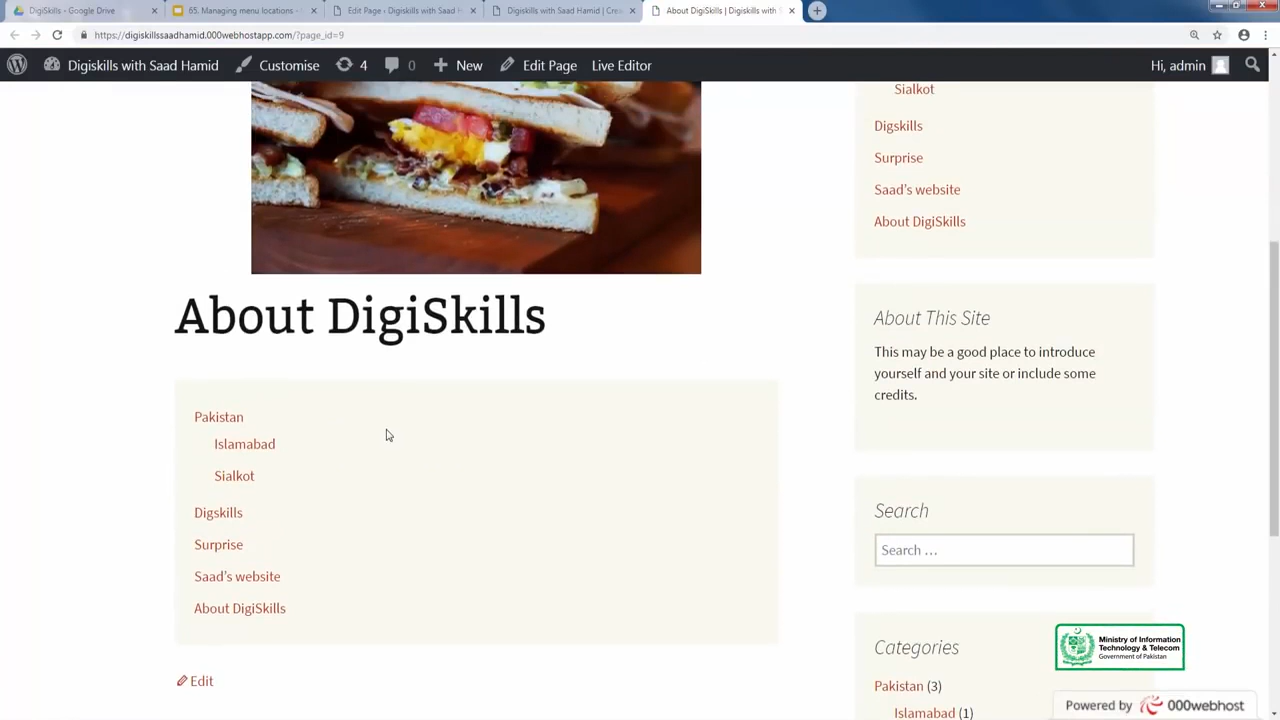 DigiSkills - Google Drive
65. Managing menu locations -
Edit Page ‹ Digiskills with Saad H
Digiskills with Saad Hamid | Crea
About DigiSkills | Digiskills with S
https://digiskillssaadhamid.000webhostapp.com/?page_id=9
Digiskills with Saad Hamid
Customise
4
0
New
Edit Page
Live Editor
Hi, admin
About DigiSkills
Pakistan
Islamabad
Sialkot
Digskills
Surprise
Saad's website
About DigiSkills
Edit
Sialkot
Digskills
Surprise
Saad's website
About DigiSkills
About This Site
This may be a good place to introduce
yourself and your site or include some
credits.
Search
Search …
Categories
Pakistan (3)
Islamabad (1)
Ministry of Information
Technology & Telecom
Government of Pakistan
Powered by 000webhost